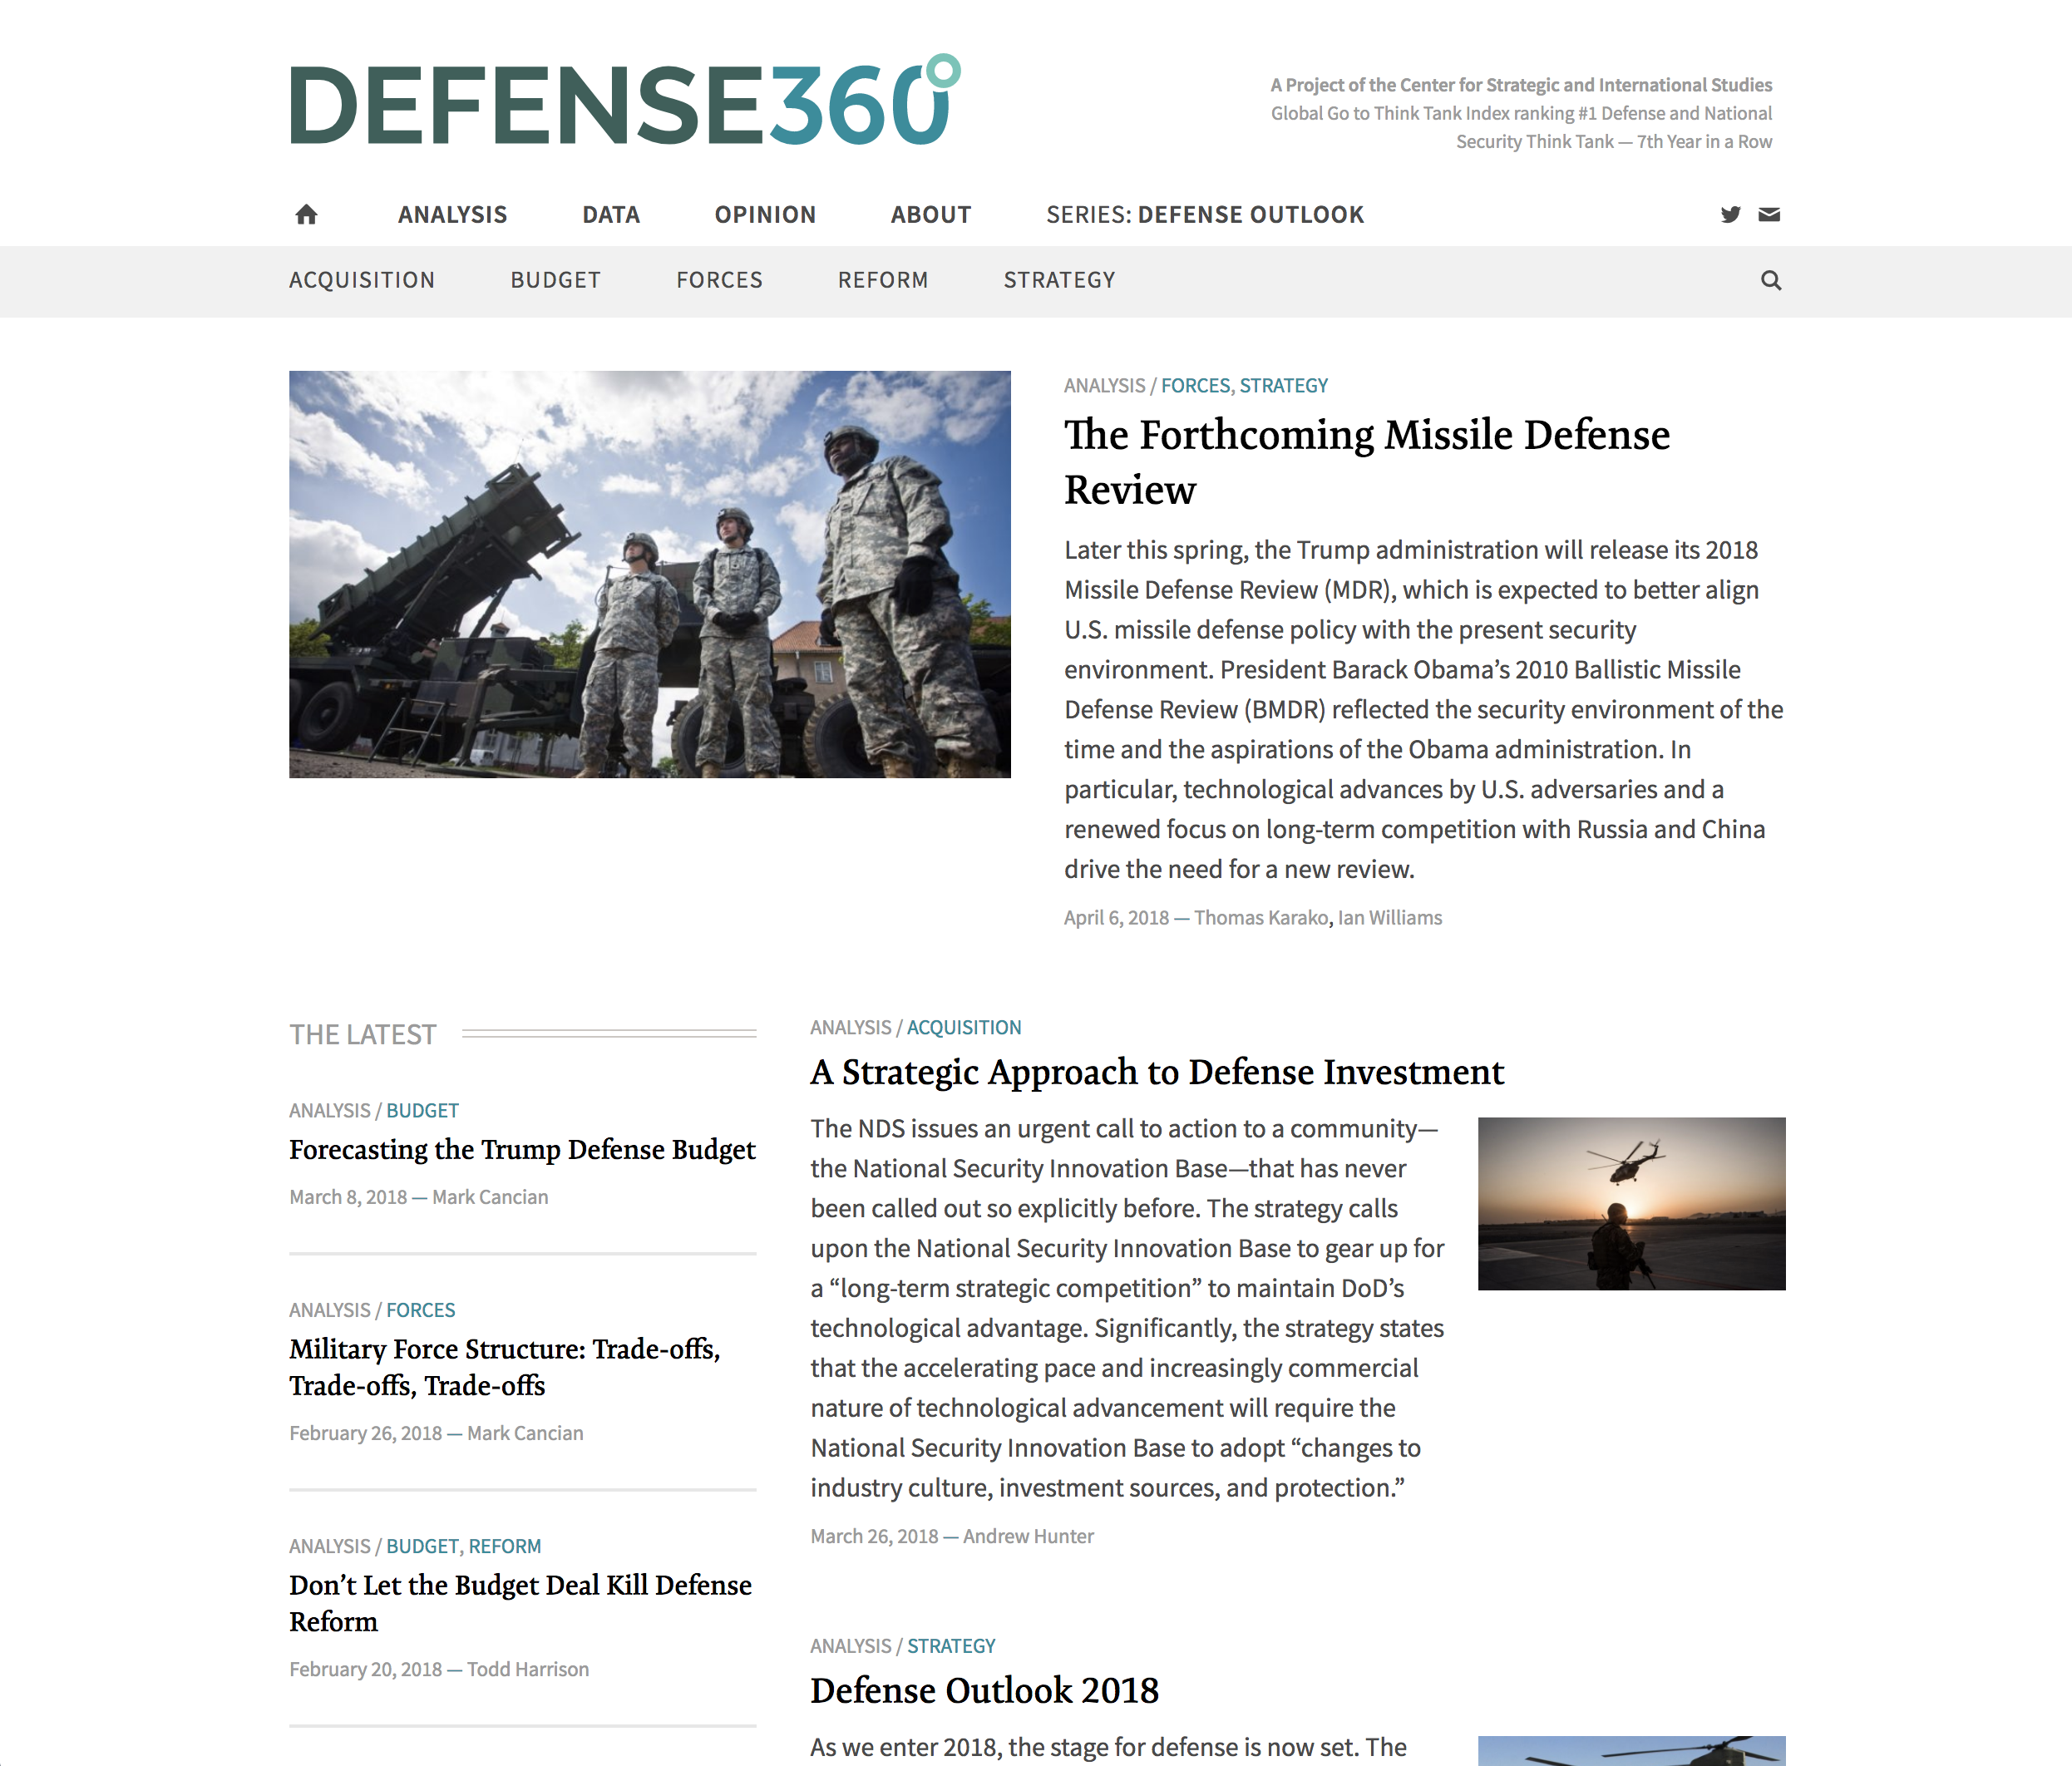 DEFENSE360°
A Project of the Center for Strategic and International Studies
Global Go to Think Tank Index ranking #1 Defense and National
Security Think Tank — 7th Year in a Row
ANALYSIS DATA OPINION ABOUT SERIES: DEFENSE OUTLOOK
ACQUISITION BUDGET FORCES REFORM STRATEGY
ANALYSIS / FORCES, STRATEGY
The Forthcoming Missile Defense
Review
Later this spring, the Trump administration will release its 2018
Missile Defense Review (MDR), which is expected to better align
U.S. missile defense policy with the present security
environment. President Barack Obama’s 2010 Ballistic Missile
Defense Review (BMDR) reflected the security environment of the
time and the aspirations of the Obama administration. In
particular, technological advances by U.S. adversaries and a
renewed focus on long-term competition with Russia and China
drive the need for a new review.
April 6, 2018 — Thomas Karako, Ian Williams
THE LATEST
ANALYSIS / BUDGET
Forecasting the Trump Defense Budget
March 8, 2018 — Mark Cancian
ANALYSIS / FORCES
Military Force Structure: Trade-offs,
Trade-offs, Trade-offs
February 26, 2018 — Mark Cancian
ANALYSIS / BUDGET, REFORM
Don’t Let the Budget Deal Kill Defense
Reform
February 20, 2018 — Todd Harrison
ANALYSIS / ACQUISITION
A Strategic Approach to Defense Investment
The NDS issues an urgent call to action to a community—
the National Security Innovation Base—that has never
been called out so explicitly before. The strategy calls
upon the National Security Innovation Base to gear up for
a “long-term strategic competition” to maintain DoD’s
technological advantage. Significantly, the strategy states
that the accelerating pace and increasingly commercial
nature of technological advancement will require the
National Security Innovation Base to adopt “changes to
industry culture, investment sources, and protection.”
March 26, 2018 — Andrew Hunter
ANALYSIS / STRATEGY
Defense Outlook 2018
As we enter 2018, the stage for defense is now set. The